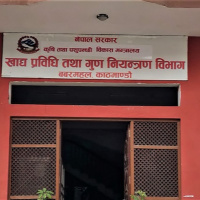 नेपाल सरकार
कृषि तथा पशुपन्छी विकास मन्त्रालय
खाद्य प्रविधि तथा गुण नियन्त्रण विभाग
बबरमहल, काठमाण्डौं